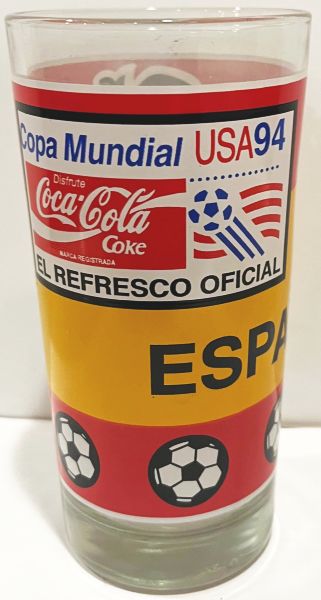 Copa Mundial USA94
Disfrute
Coca-Cola
Coke
MARCA REGISTRADA
EL REFRESCO OFICIAL
ESPA